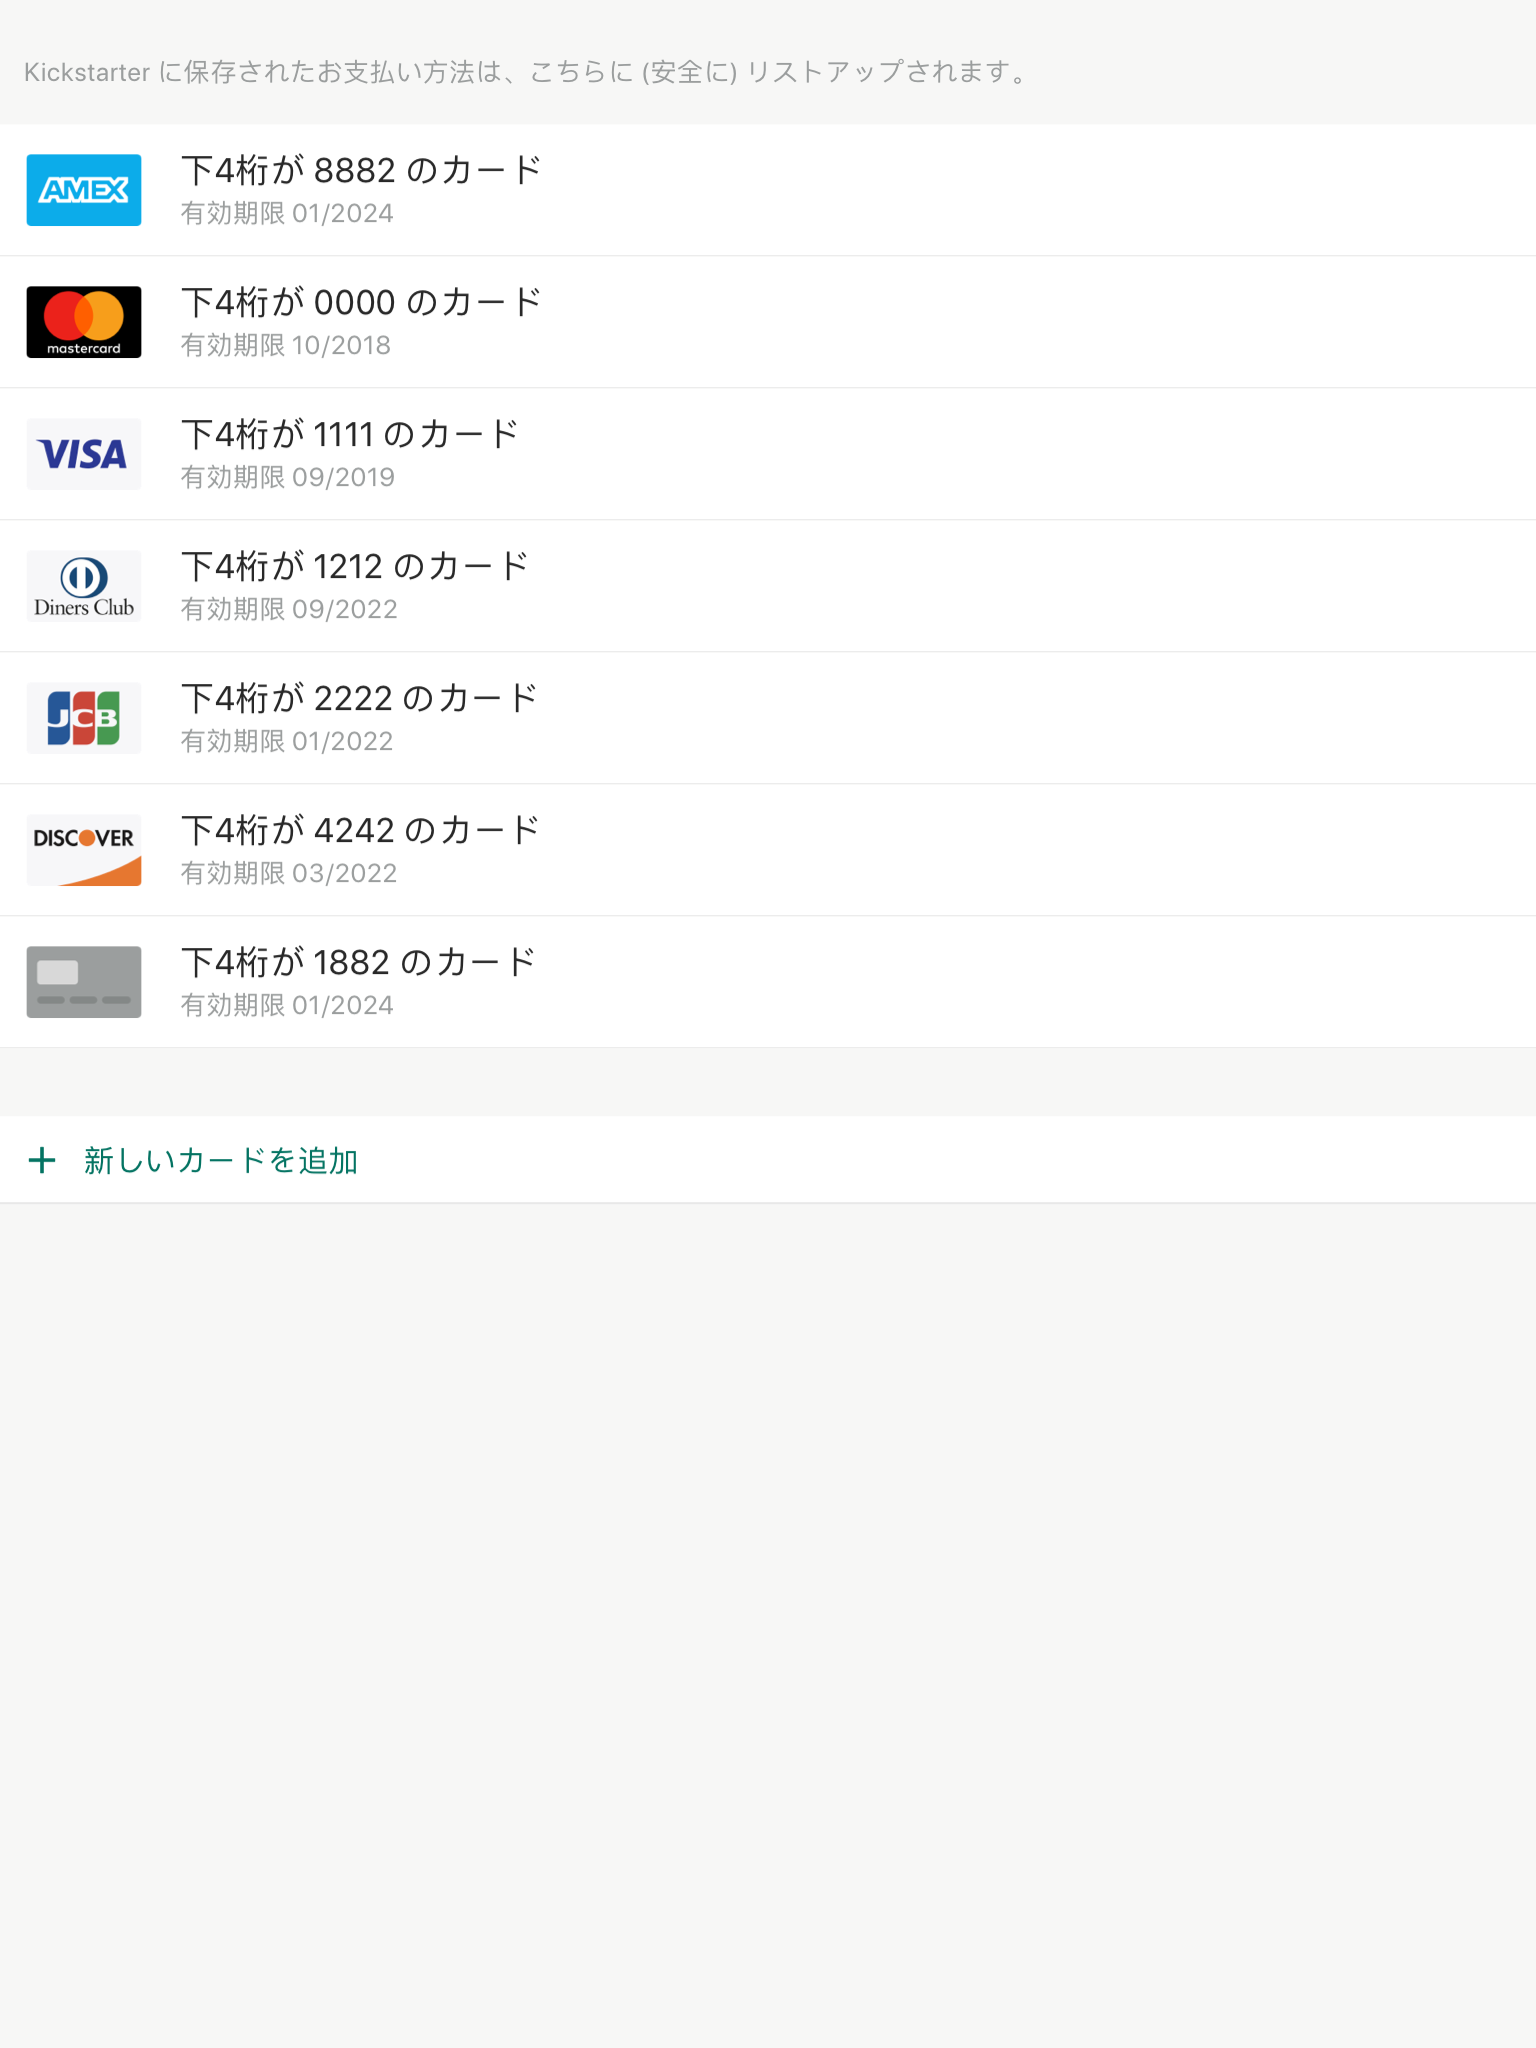 Kickstarter に保存されたお支払い方法は、こちらに (安全に) リストアップされます。
AMEX
下4桁が 8882 のカード
有効期限 01/2024
mastercard
下4桁が 0000 のカード
有効期限 10/2018
VISA
下4桁が 1111 のカード
有効期限 09/2019
Diners Club
下4桁が 1212 のカード
有効期限 09/2022
JCB
下4桁が 2222 のカード
有効期限 01/2022
DISCOVER
下4桁が 4242 のカード
有効期限 03/2022
下4桁が 1882 のカード
有効期限 01/2024
+ 新しいカードを追加